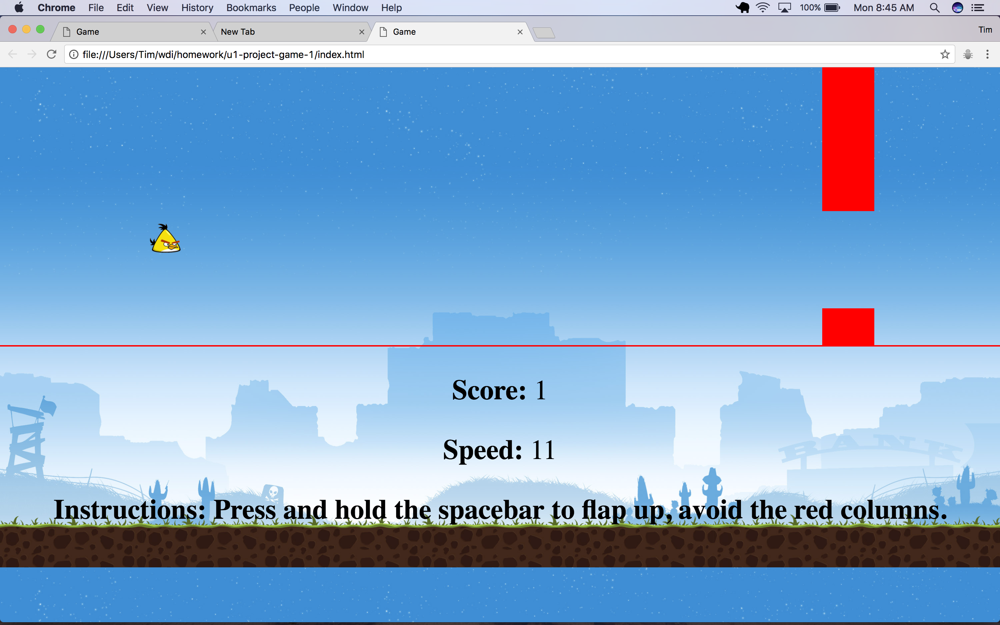 Chrome File Edit View History Bookmarks People Window Help 100% Mon 8:45 AM
Game New Tab Game Tim
file:///Users/Tim/wdi/homework/u1-project-game-1/index.html
BANK
Score: 1
Speed: 11
Instructions: Press and hold the spacebar to flap up, avoid the red columns.